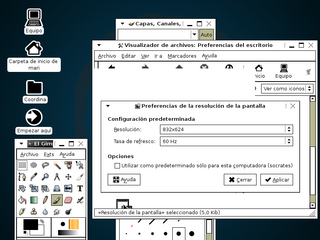 Capas, Canales,
Auto
Equipo
Carpeta de inicio de
mari
Coordina
Empezar aquí
Visualizador de archivos: Preferencias del escritorio
Archivo Editar Ver Ir a Marcadores Ayuda
Inicio Equipo
Ver como iconos
Preferencias de la resolución de la pantalla
Configuración predeterminada
Resolución: 832x624
Tasa de refresco: 60 Hz
Opciones
Utilizar como predeterminado sólo para esta computadora (socrates)
Ayuda Cerrar Aplicar
El Gim
Archivo Exts Ayuda
«Resolución de la pantalla» seleccionado (5,0 Kib)